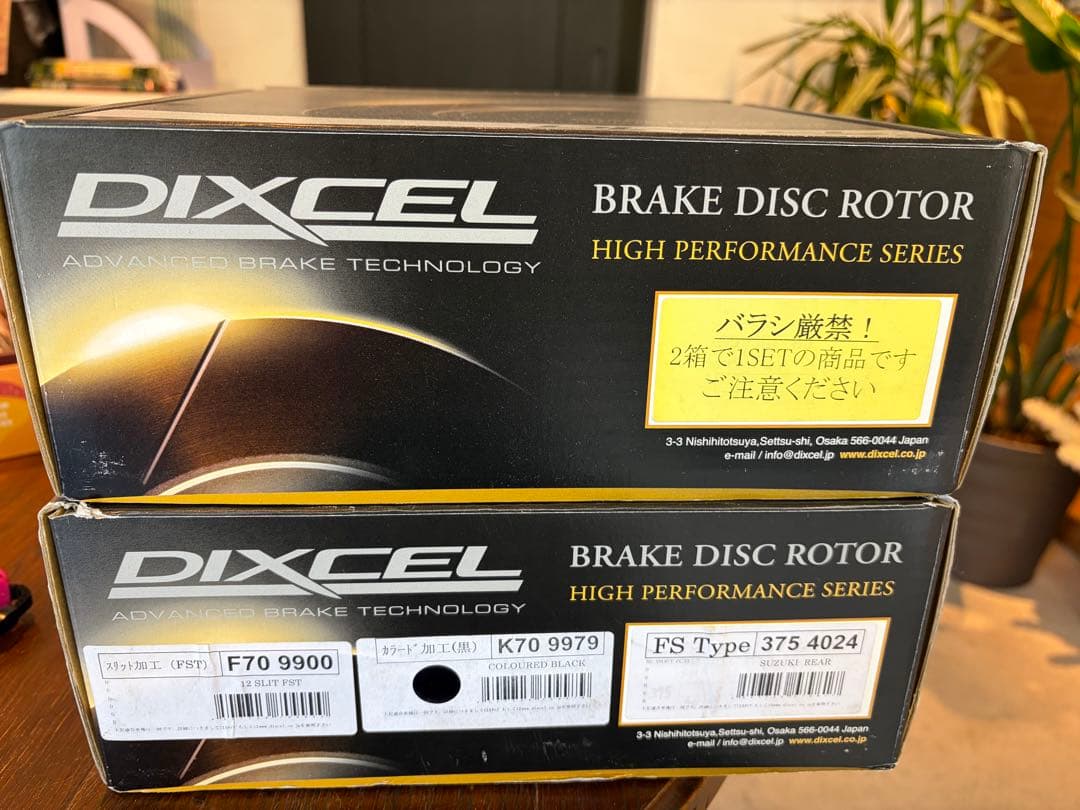 DIXCEL
ADVANCED BRAKE TECHNOLOGY
BRAKE DISC ROTOR
HIGH PERFORMANCE SERIES
バラシ厳禁！
2箱で1SETの商品です
ご注意ください
3-3 Nishihitotsuya,Settsu-shi, Osaka 566-0044 Japan
e-mail / info@dixcel.jp www.dixcel.co.jp
DIXCEL
ADVANCED BRAKE TECHNOLOGY
BRAKE DISC ROTOR
HIGH PERFORMANCE SERIES
スリット加工 (FST) F70 9900
12 SLIT FST
カラード加工(黒) K70 9979
COLOURED BLACK
FS Type 375 4024
SUZUKI REAR
3-3 Nishihitotsuya,Settsu-shi, Osaka 566-0044 Japan
e-mail / info@dixcel.jp www.dixcel.co.jp